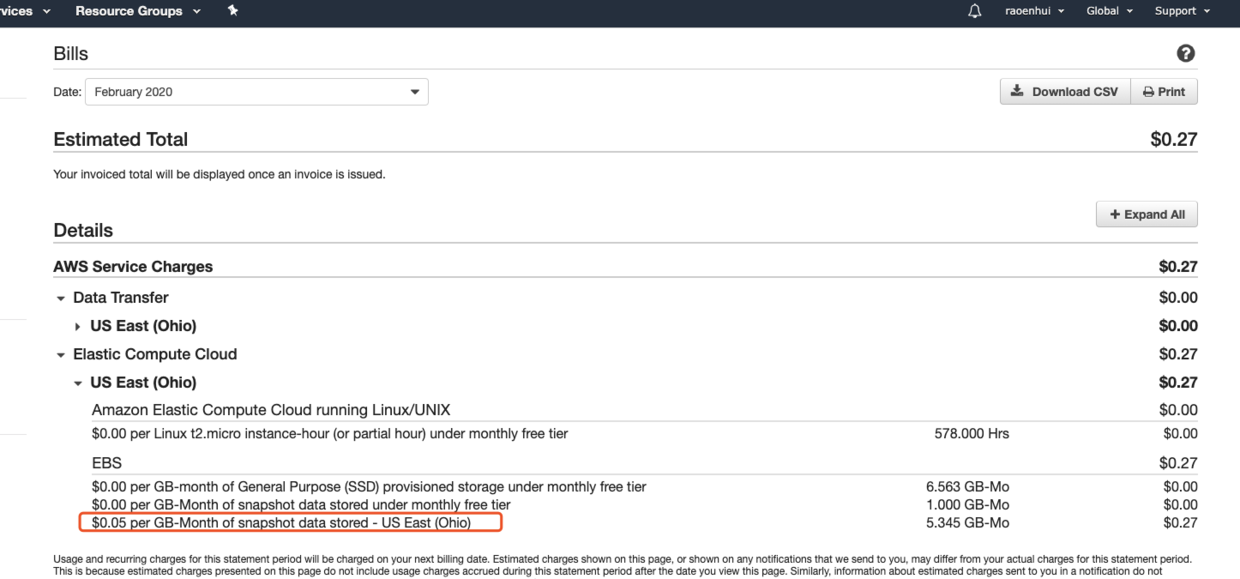 Resource Groups raoenhui Global Support
Bills
Date: February 2020 Download CSV Print
Estimated Total $0.27
Your invoiced total will be displayed once an invoice is issued.
+ Expand All
Details
AWS Service Charges $0.27
Data Transfer $0.00
US East (Ohio) $0.00
Elastic Compute Cloud $0.27
US East (Ohio) $0.27
Amazon Elastic Compute Cloud running Linux/UNIX $0.00
$0.00 per Linux t2.micro instance-hour (or partial hour) under monthly free tier 578.000 Hrs $0.00
EBS $0.27
$0.00 per GB-month of General Purpose (SSD) provisioned storage under monthly free tier 6.563 GB-Mo $0.00
$0.00 per GB-Month of snapshot data stored under monthly free tier 1.000 GB-Mo $0.00
$0.05 per GB-Month of snapshot data stored - US East (Ohio) 5.345 GB-Mo $0.27
Usage and recurring charges for this statement period will be charged on your next billing date. Estimated charges shown on this page, or shown on any notifications that we send to you, may differ from your actual charges for this statement period.
This is because estimated charges presented on this page do not include usage charges accrued during this statement period after the date you view this page. Similarly, information about estimated charges sent to you in a notification do not